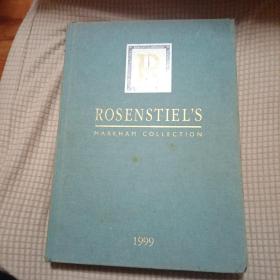 R
ROSENSTIEL'S
MARKHAM COLLECTION
1999